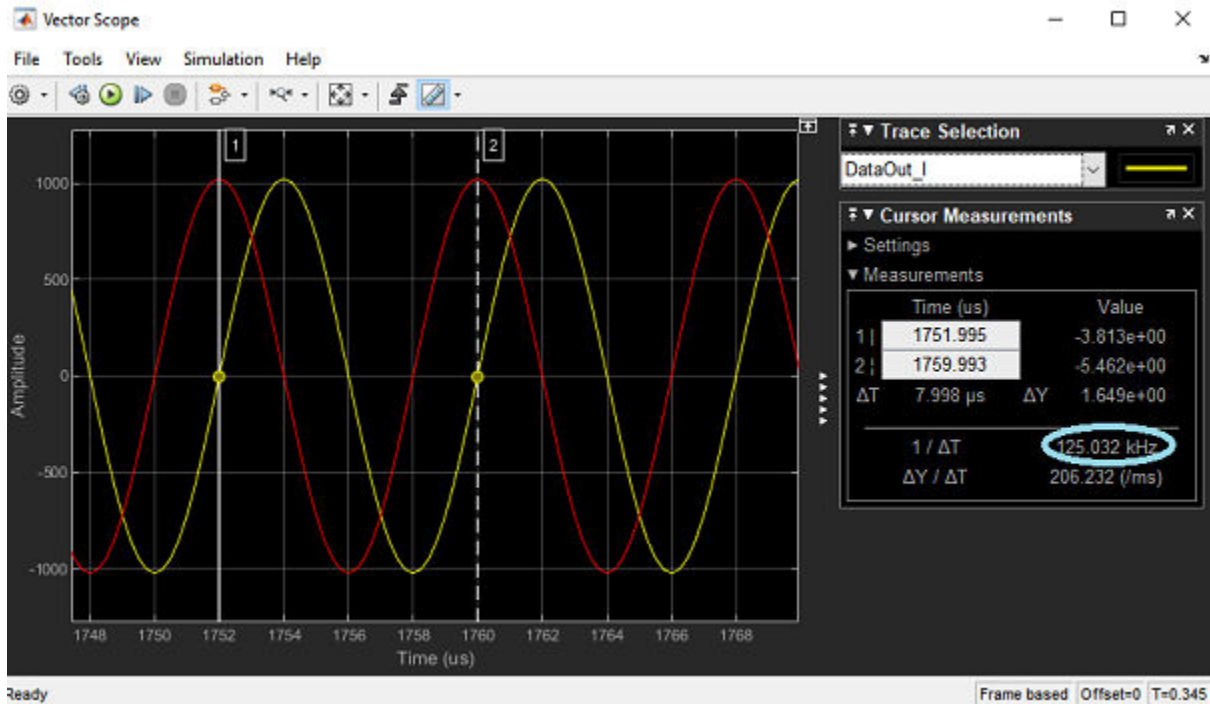 Vector Scope
File Tools View Simulation Help
1
2
1000
500
0
-500
-1000
Amplitude
1748 1750 1752 1754 1756 1758 1760 1762 1764 1766 1768
Time (us)
Trace Selection
DataOut_I
Cursor Measurements
Settings
Measurements
Time (us) Value
1 | 1751.995 -3.813e+00
2 ¦ 1759.993 -5.462e+00
ΔT 7.998 µs ΔY 1.649e+00
1 / ΔT 125.032 kHz
ΔY / ΔT 206.232 (/ms)
Ready Frame based Offset=0 T=0.345